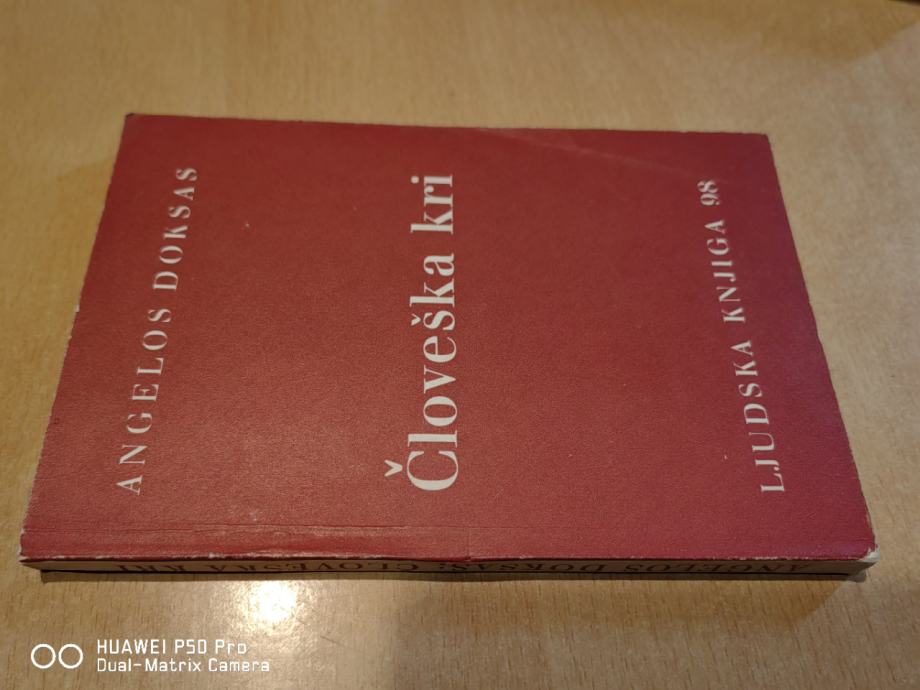 ANGELOS DOKSAS
Človeška kri
LJUDSKA KNJIGA 98
ANGELOS DOKSAS: ČLOVEŠKA KRI
HUAWEI P50 Pro
Dual-Matrix Camera